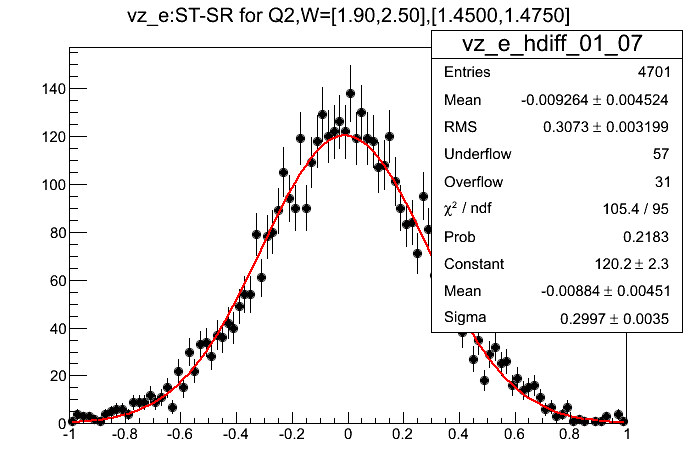 vz_e:ST-SR for Q2,W=[1.90,2.50],[1.4500,1.4750]
vz_e_hdiff_01_07
Entries 4701
Mean -0.009264 ± 0.004524
RMS 0.3073 ± 0.003199
Underflow 57
Overflow 31
χ² / ndf 105.4 / 95
Prob 0.2183
Constant 120.2 ± 2.3
Mean -0.00884 ± 0.00451
Sigma 0.2997 ± 0.0035
140
120
100
80
60
40
20
0
-1 -0.8 -0.6 -0.4 -0.2 0 0.2 0.4 0.6 0.8 1